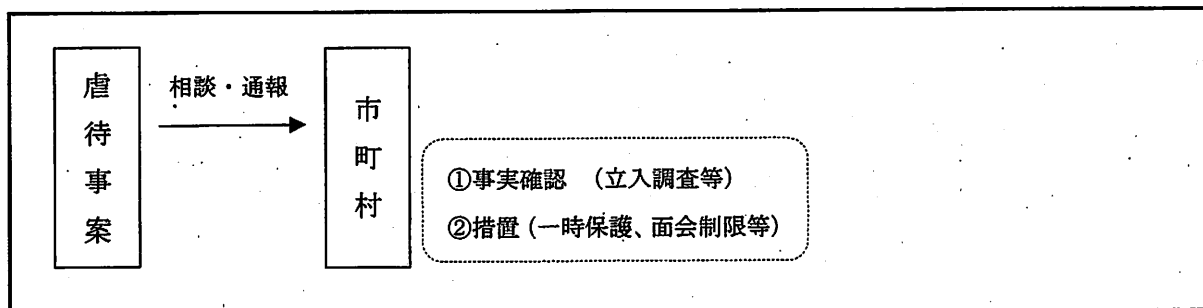 虐待事案
相談・通報
市町村
①事実確認 （立入調査等）
②措置（一時保護、面会制限等）